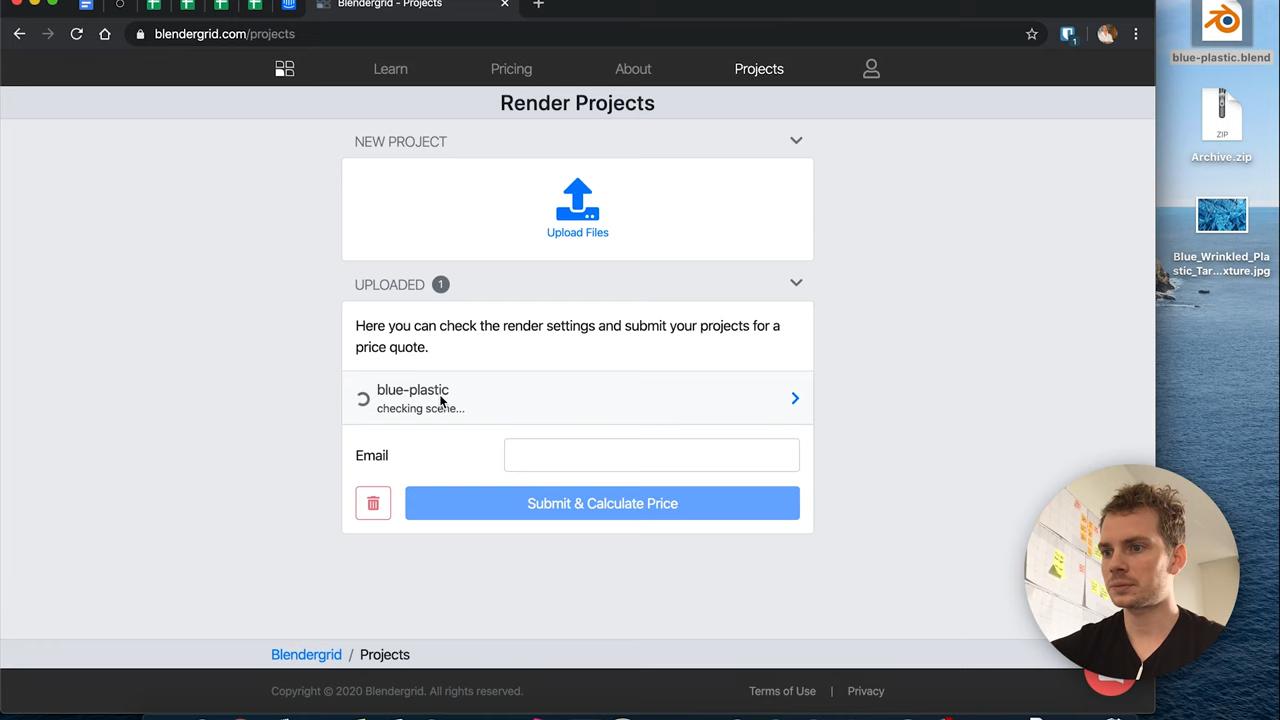 Blendergrid - Projects
blendergrid.com/projects
1
blue-plastic.blend
Learn
Pricing
About
Projects
Render Projects
NEW PROJECT
ZIP
Archive.zip
Upload Files
Blue_Wrinkled_Pla
stic_Tar...xture.jpg
UPLOADED 1
Here you can check the render settings and submit your projects for a
price quote.
blue-plastic
checking scene...
Email
Submit & Calculate Price
Blendergrid / Projects
Copyright © 2020 Blendergrid. All rights reserved.
Terms of Use | Privacy